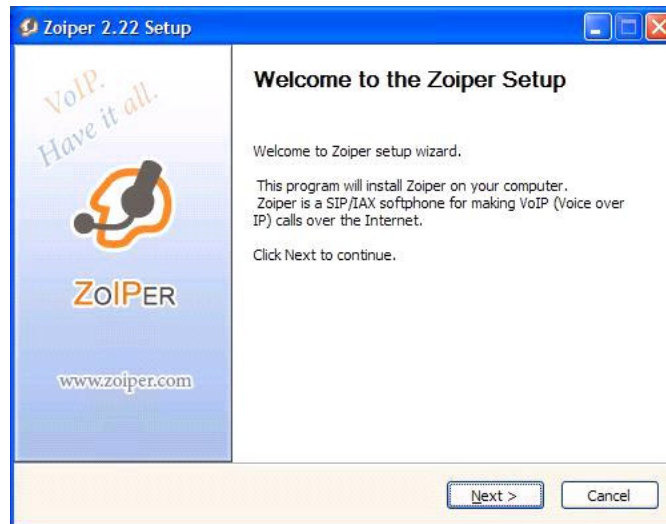 Zoiper 2.22 Setup
VoIP.
Have it all.
ZOIPER
www.zoiper.com
Welcome to the Zoiper Setup
Welcome to Zoiper setup wizard.
This program will install Zoiper on your computer.
Zoiper is a SIP/IAX softphone for making VoIP (Voice over
IP) calls over the Internet.
Click Next to continue.
Next >
Cancel